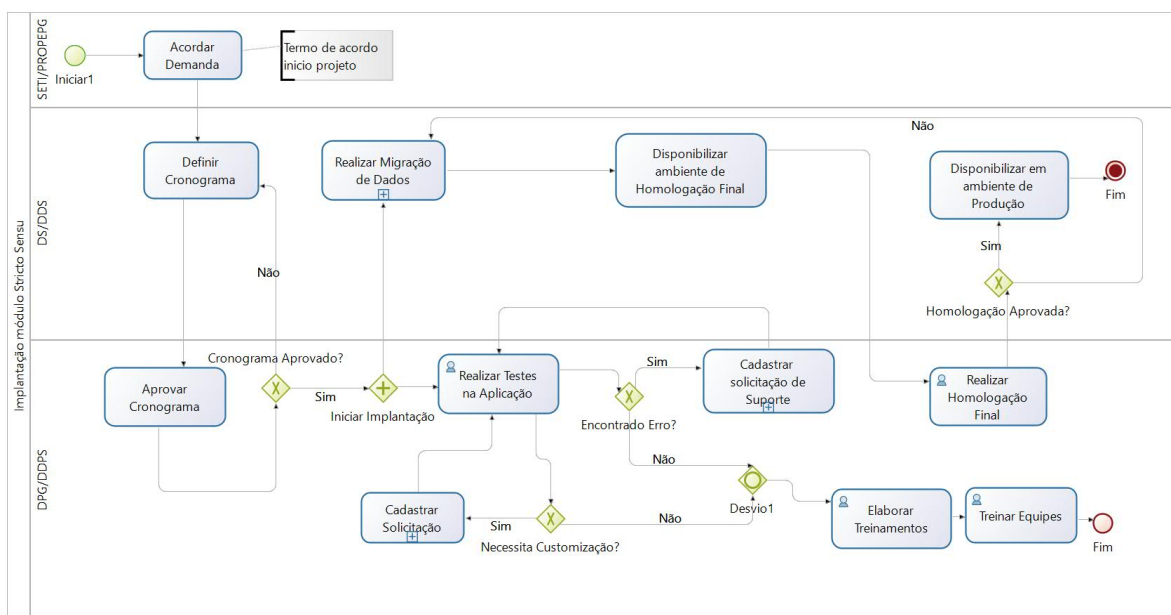 Implantação módulo Stricto Sensu
SETI/PROPEPG
Iniciar1
Acordar
Demanda
Termo de acordo
inicio projeto
DS/DDS
Definir
Cronograma
Realizar Migração
de Dados
Disponibilizar
ambiente de
Homologação Final
Não
Disponibilizar em
ambiente de
Produção
Fim
Não
Sim
Homologação Aprovada?
DPG/DDPS
Cronograma Aprovado?
Aprovar
Cronograma
Sim
Iniciar Implantação
Realizar Testes
na Aplicação
Encontrado Erro?
Sim
Cadastrar
solicitação de
Suporte
Realizar
Homologação
Final
Não
Cadastrar
Solicitação
Sim
Necessita Customização?
Não
Desvio1
Elaborar
Treinamentos
Treinar Equipes
Fim